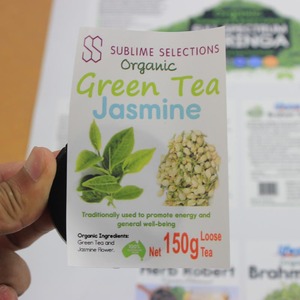 SUBLIME SELECTIONS
Organic
Green Tea
Jasmine
Traditionally used to promote energy and
general well-being
Organic Ingredients:
Green Tea and
Jasmine flower.
Net 150g Loose
Tea
Herb Robert
Brahm